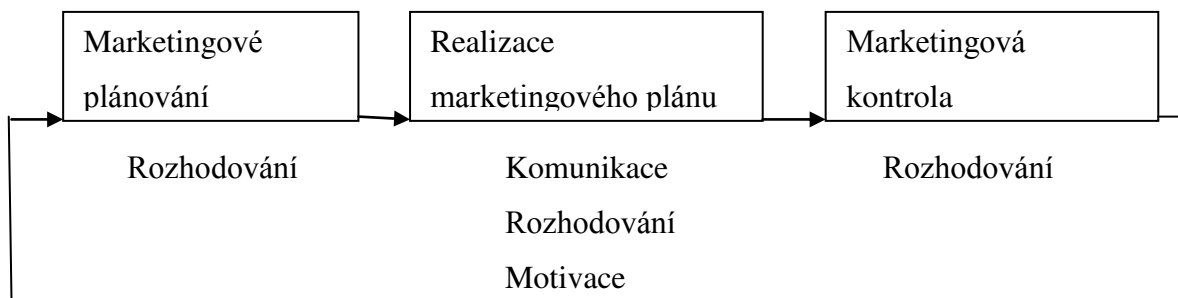 Marketingové
plánování
Realizace
marketingového plánu
Marketingová
kontrola
Rozhodování
Komunikace
Rozhodování
Rozhodování
Motivace